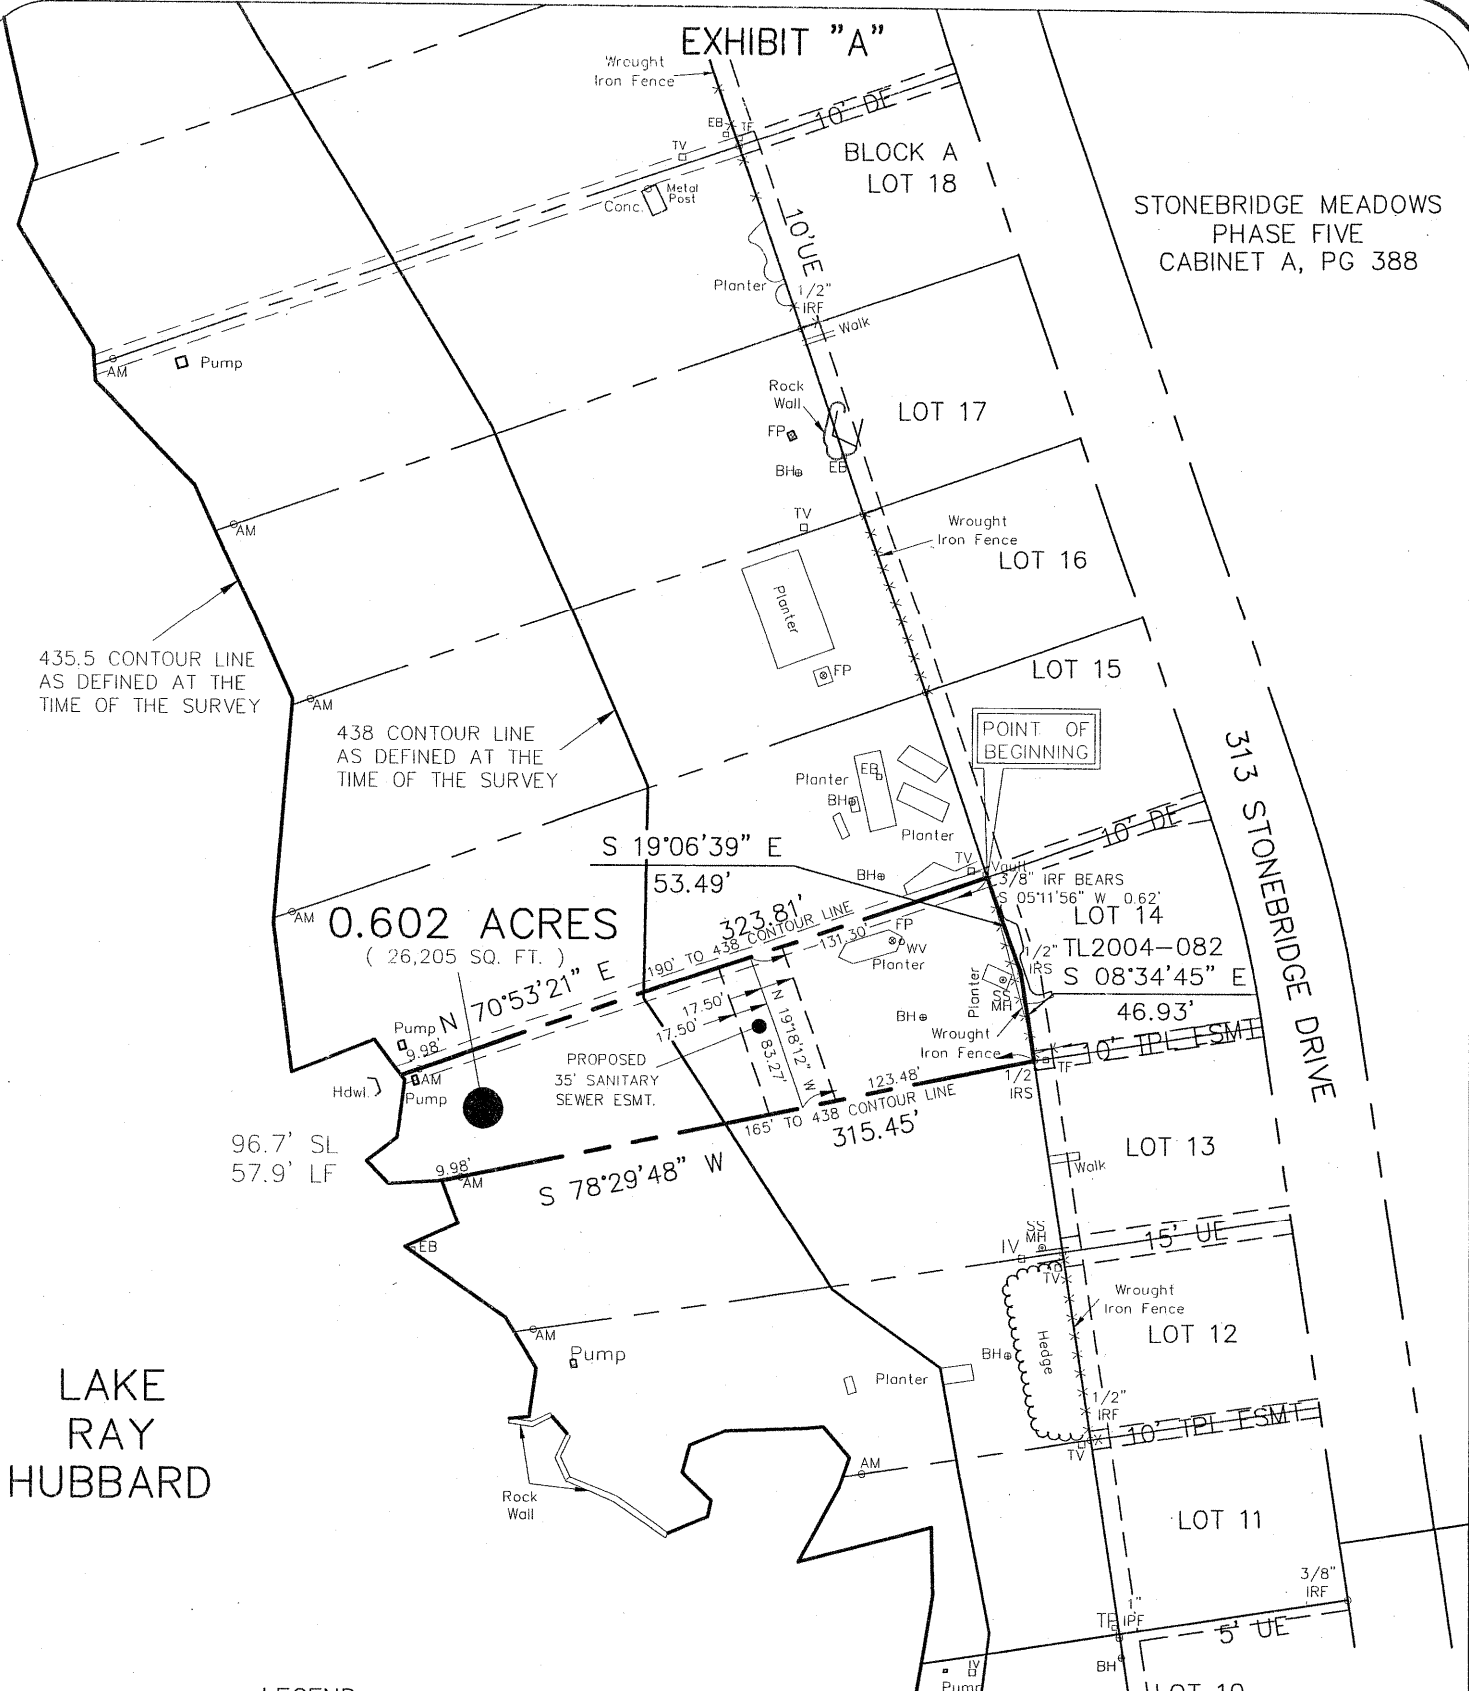 EXHIBIT "A"
Wrought
Iron Fence
10' DE
EB
TF
TV
BLOCK A
LOT 18
Metal
Post
Conc.
STONEBRIDGE MEADOWS
PHASE FIVE
CABINET A, PG 388
10'UE
Planter
1/2"
IRF
Walk
AM
Pump
Rock
Wall
LOT 17
FP
BH
EB
TV
Wrought
Iron Fence
AM
LOT 16
Planter
435.5 CONTOUR LINE
AS DEFINED AT THE
TIME OF THE SURVEY
FP
LOT 15
AM
438 CONTOUR LINE
AS DEFINED AT THE
TIME OF THE SURVEY
POINT OF
BEGINNING
313 STONEBRIDGE DRIVE
Planter
EB
BH
Planter
10' DE
S 19°06'39" E
53.49'
TV
Vault
BH
3/8" IRF BEARS
S 05°11'56" W 0.62'
AM
0.602 ACRES
( 26,205 SQ. FT. )
323.81'
190' TO 438 CONTOUR LINE
131.30'
FP
WV
Planter
LOT 14
TL2004-082
1/2"
IRS
S 08°34'45" E
46.93'
N 70°53'21" E
Planter
SS
MH
17.50'
17.50'
N 19°18'12" W
83.27'
BH
Wrought
Iron Fence
10' TPL ESMT
Pump
9.98'
AM
Pump
Hdwl.
PROPOSED
35' SANITARY
SEWER ESMT.
123.48'
TF
1/2
IRS
165' TO 438 CONTOUR LINE
315.45'
96.7' SL
57.9' LF
LOT 13
9.98'
AM
S 78°29'48" W
Walk
EB
SS
MH
IV
15' UE
TV
Wrought
Iron Fence
AM
Pump
LOT 12
Hedge
BH
Planter
LAKE
RAY
HUBBARD
1/2"
IRF
10' TPL ESMT
TV
AM
Rock
Wall
LOT 11
3/8"
IRF
1"
TP
IPF
5' UE
BH
IV
Pump
LEGEND
LOT 10